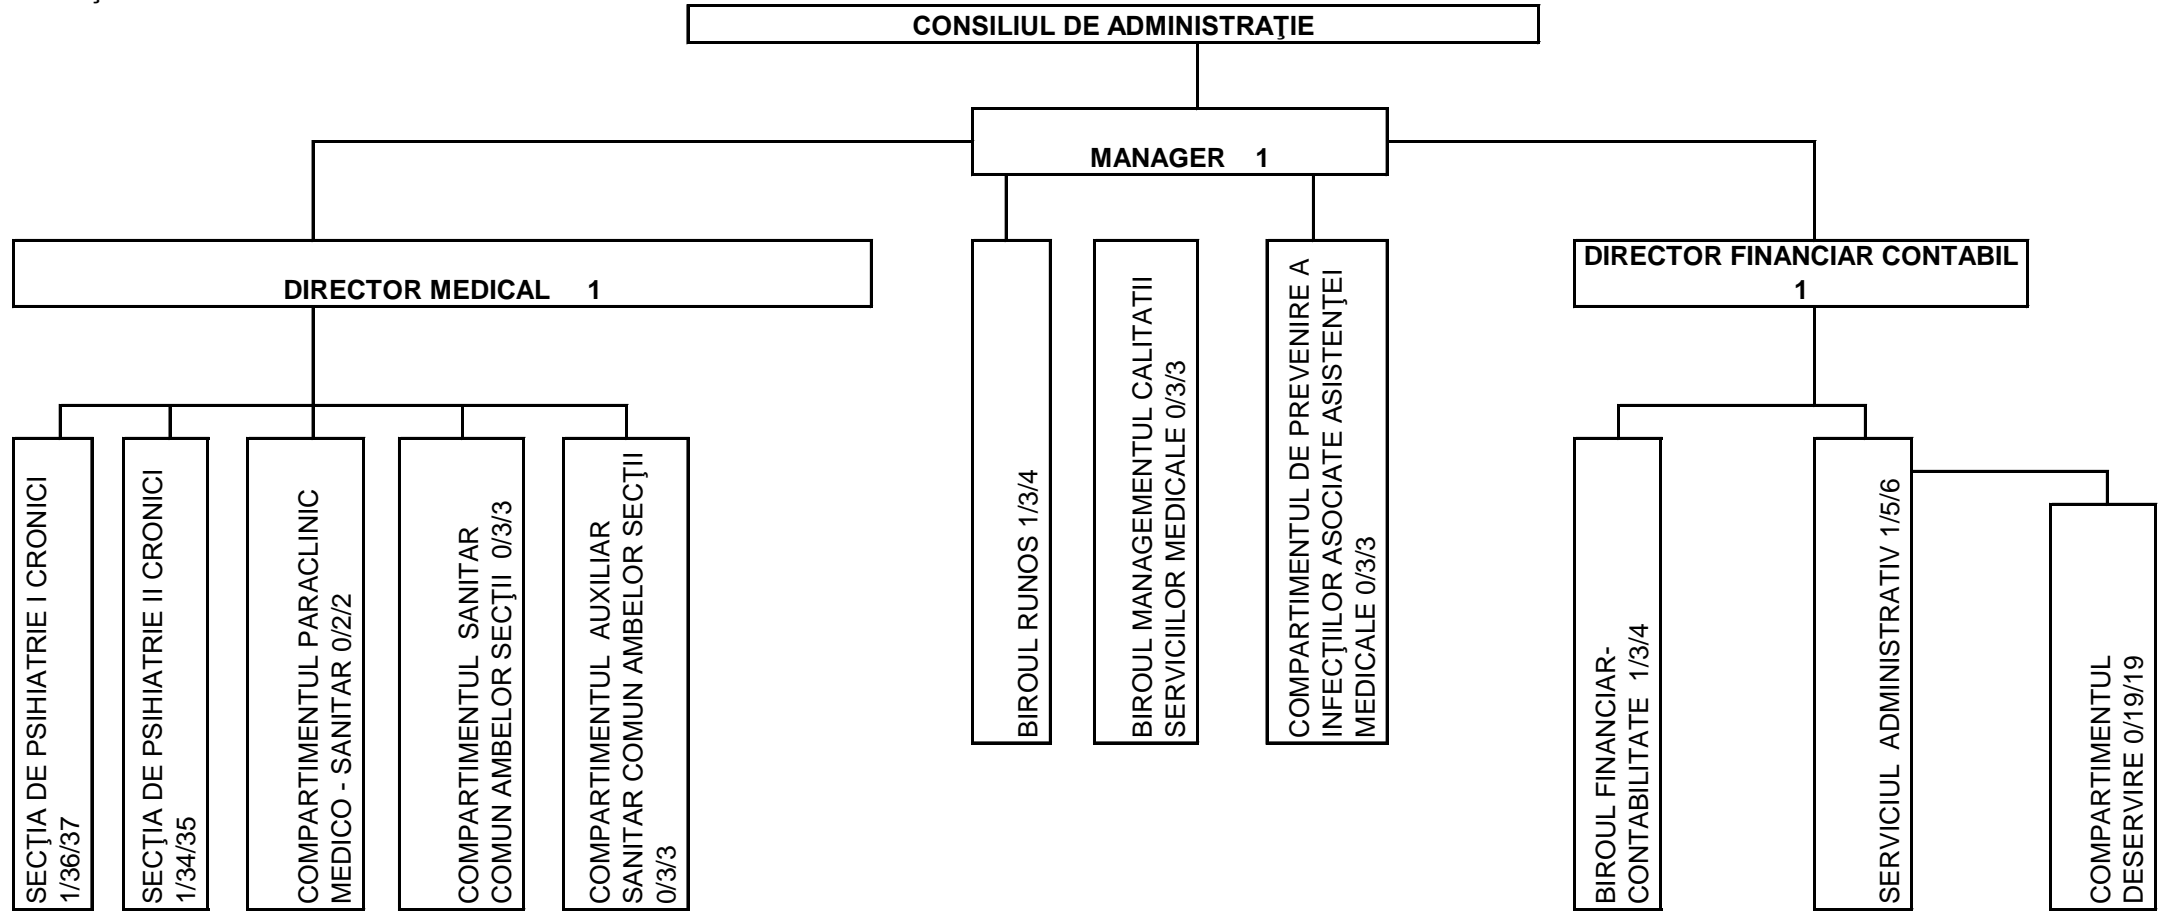 CONSILIUL DE ADMINISTRAŢIE
MANAGER 1
DIRECTOR MEDICAL 1
DIRECTOR FINANCIAR CONTABIL
1
SECŢIA DE PSIHIATRIE I CRONICI
1/36/37
SECŢIA DE PSIHIATRIE II CRONICI
1/34/35
COMPARTIMENTUL PARACLINIC
MEDICO - SANITAR 0/2/2
COMPARTIMENTUL SANITAR
COMUN AMBELOR SECŢII 0/3/3
COMPARTIMENTUL AUXILIAR
SANITAR COMUN AMBELOR SECŢII
0/3/3
BIROUL RUNOS 1/3/4
BIROUL MANAGEMENTUL CALITATII
SERVICIILOR MEDICALE 0/3/3
COMPARTIMENTUL DE PREVENIRE A
INFECŢIILOR ASOCIATE ASISTENŢEI
MEDICALE 0/3/3
BIROUL FINANCIAR-
CONTABILITATE 1/3/4
SERVICIUL ADMINISTRATIV 1/5/6
COMPARTIMENTUL
DESERVIRE 0/19/19